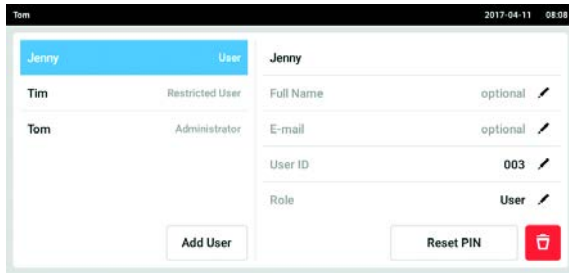 Tom 2017-04-11 08:08
Jenny User
Tim Restricted User
Tom Administrator
Add User
Jenny
Full Name optional
E-mail optional
User ID 003
Role User
Reset PIN